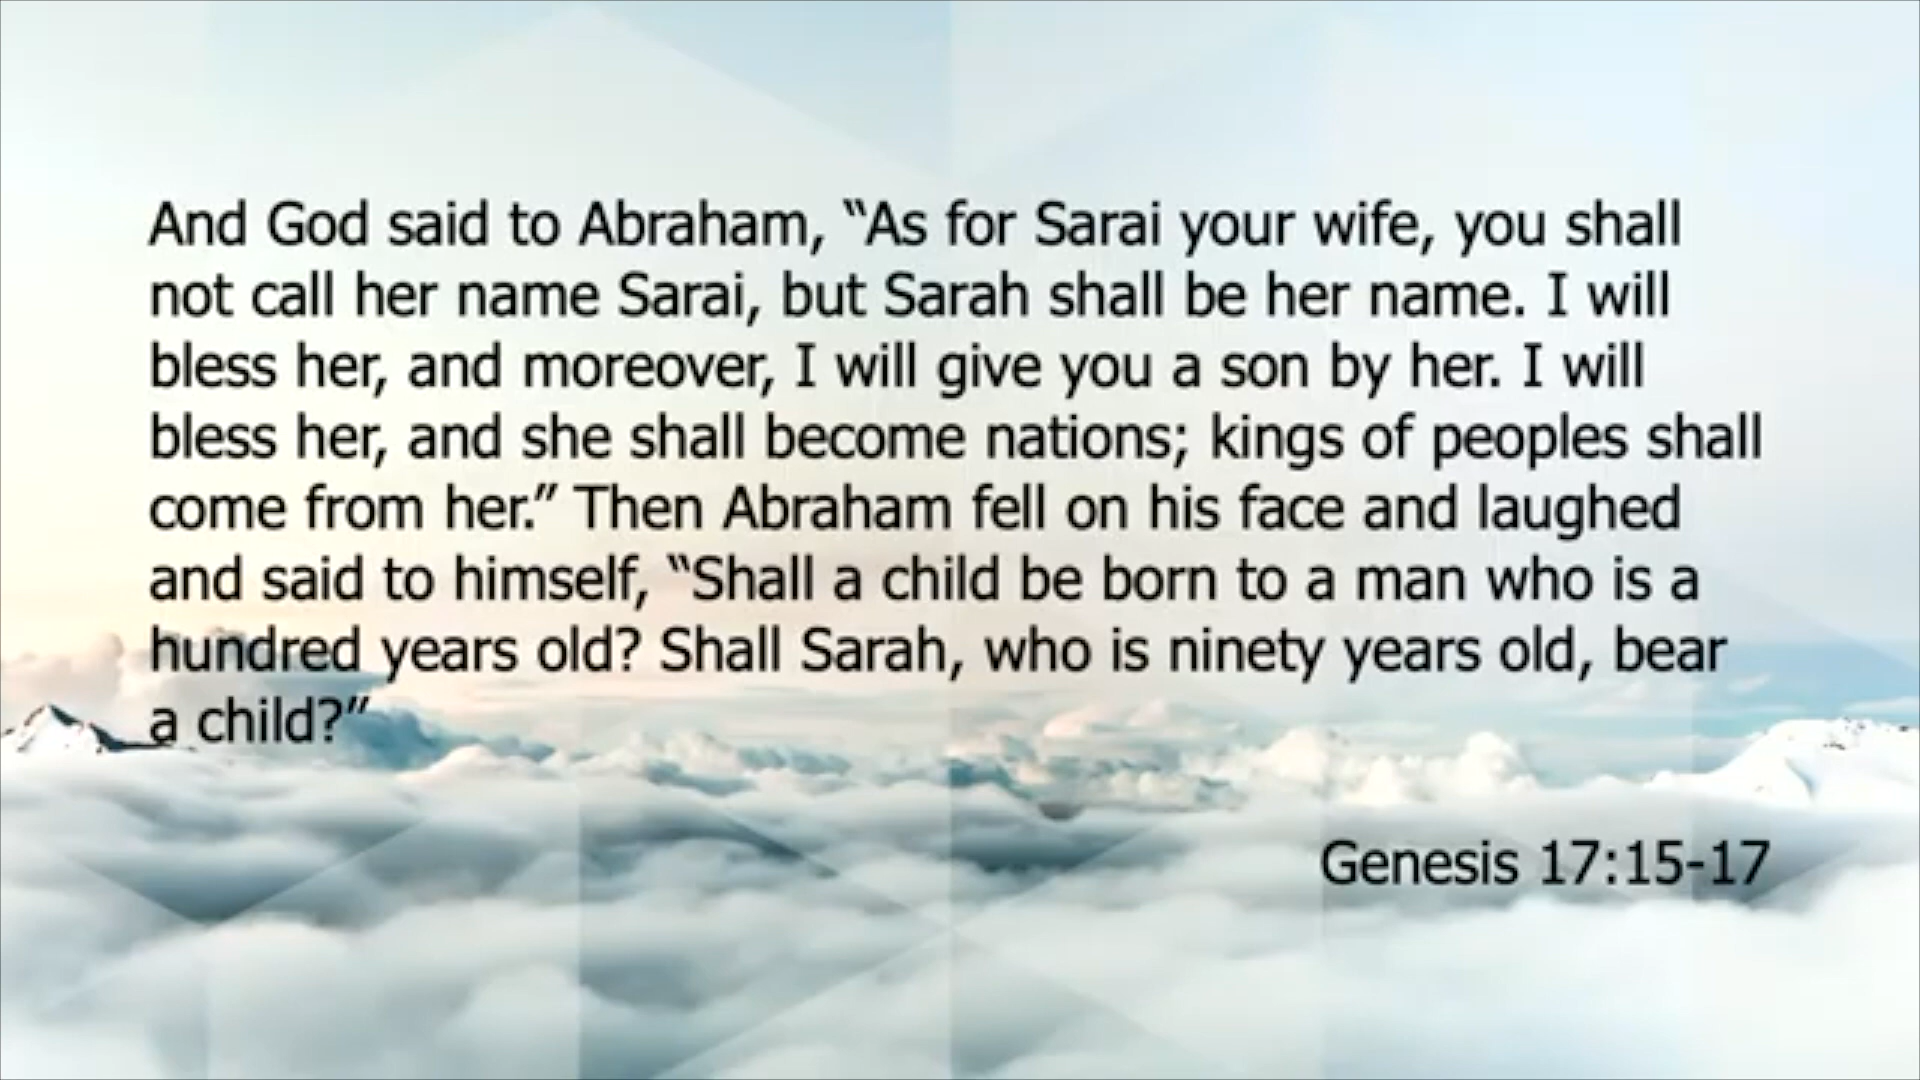 And God said to Abraham, “As for Sarai your wife, you shall
not call her name Sarai, but Sarah shall be her name. I will
bless her, and moreover, I will give you a son by her. I will
bless her, and she shall become nations; kings of peoples shall
come from her.” Then Abraham fell on his face and laughed
and said to himself, “Shall a child be born to a man who is a
hundred years old? Shall Sarah, who is ninety years old, bear
a child?”
Genesis 17:15-17